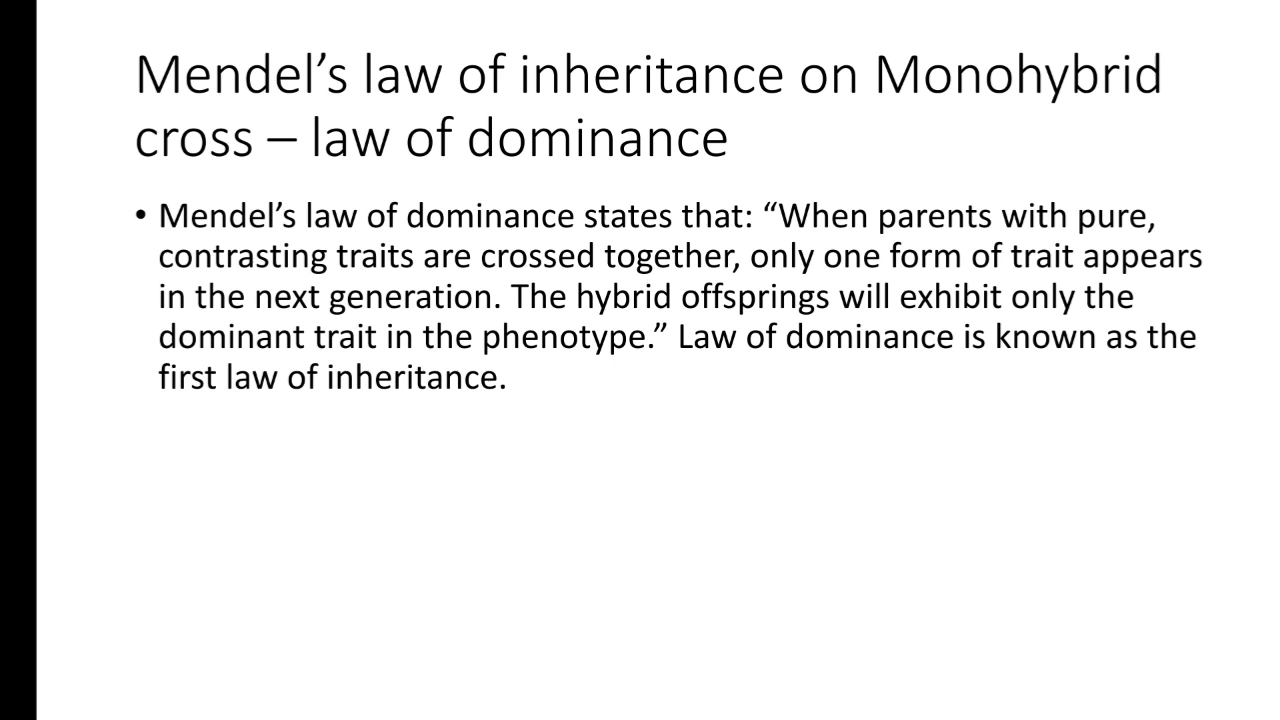 Mendel’s law of inheritance on Monohybrid
cross – law of dominance
• Mendel’s law of dominance states that: “When parents with pure,
contrasting traits are crossed together, only one form of trait appears
in the next generation. The hybrid offsprings will exhibit only the
dominant trait in the phenotype.” Law of dominance is known as the
first law of inheritance.